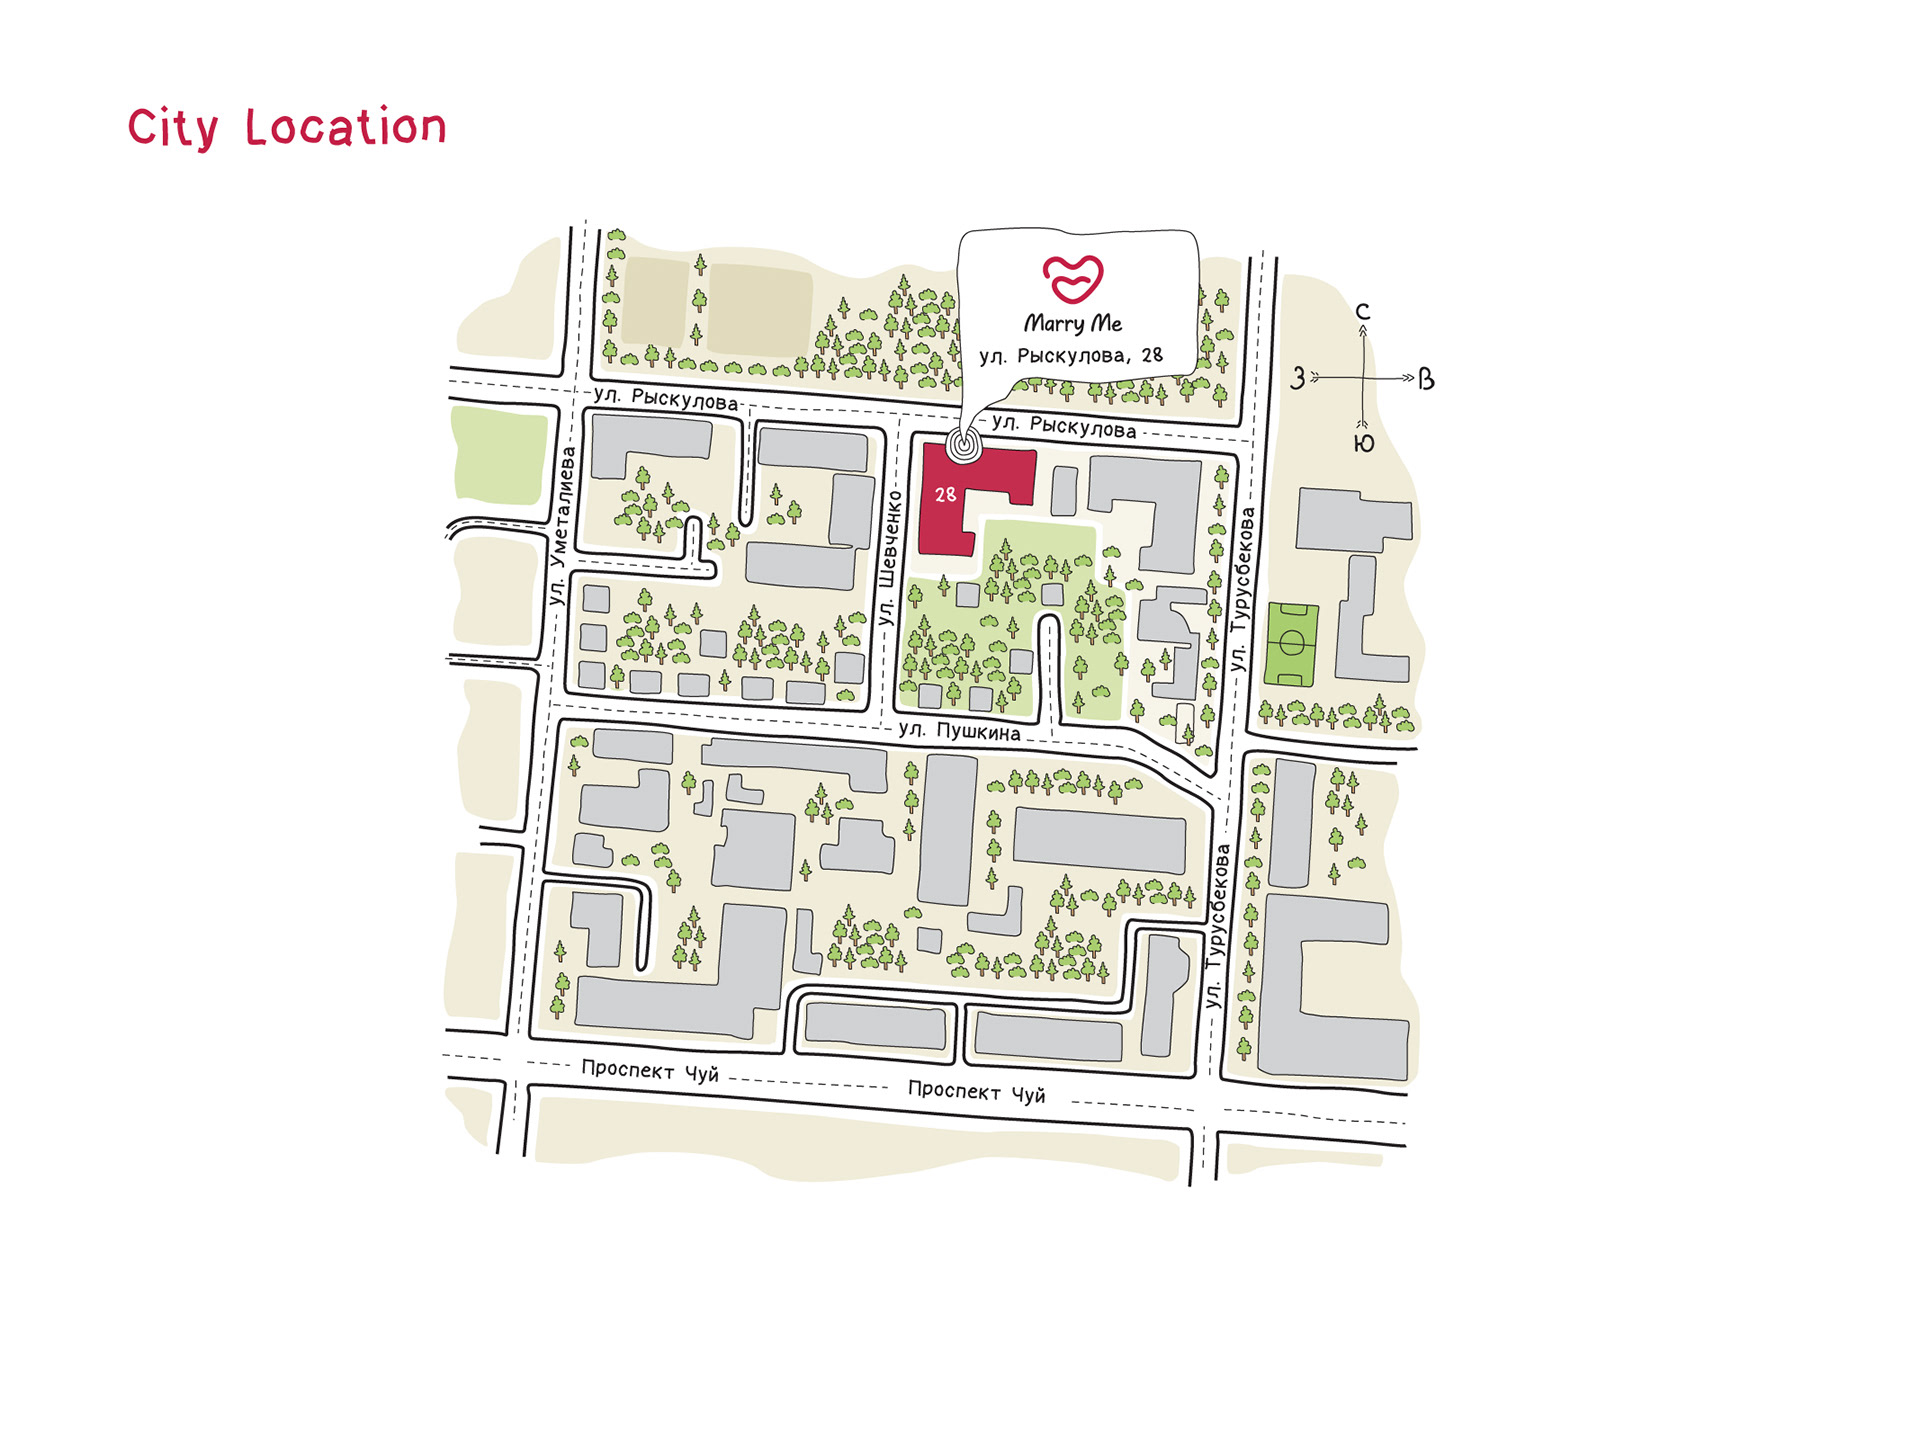 City Location
Marry Me
ул. Рыскулова, 28
С
З
В
Ю
ул. Рыскулова
ул. Рыскулова
28
ул. Уметалиева
ул. Шевченко
ул. Турусбекова
ул. Пушкина
ул. Турусбекова
Проспект Чуй
Проспект Чуй